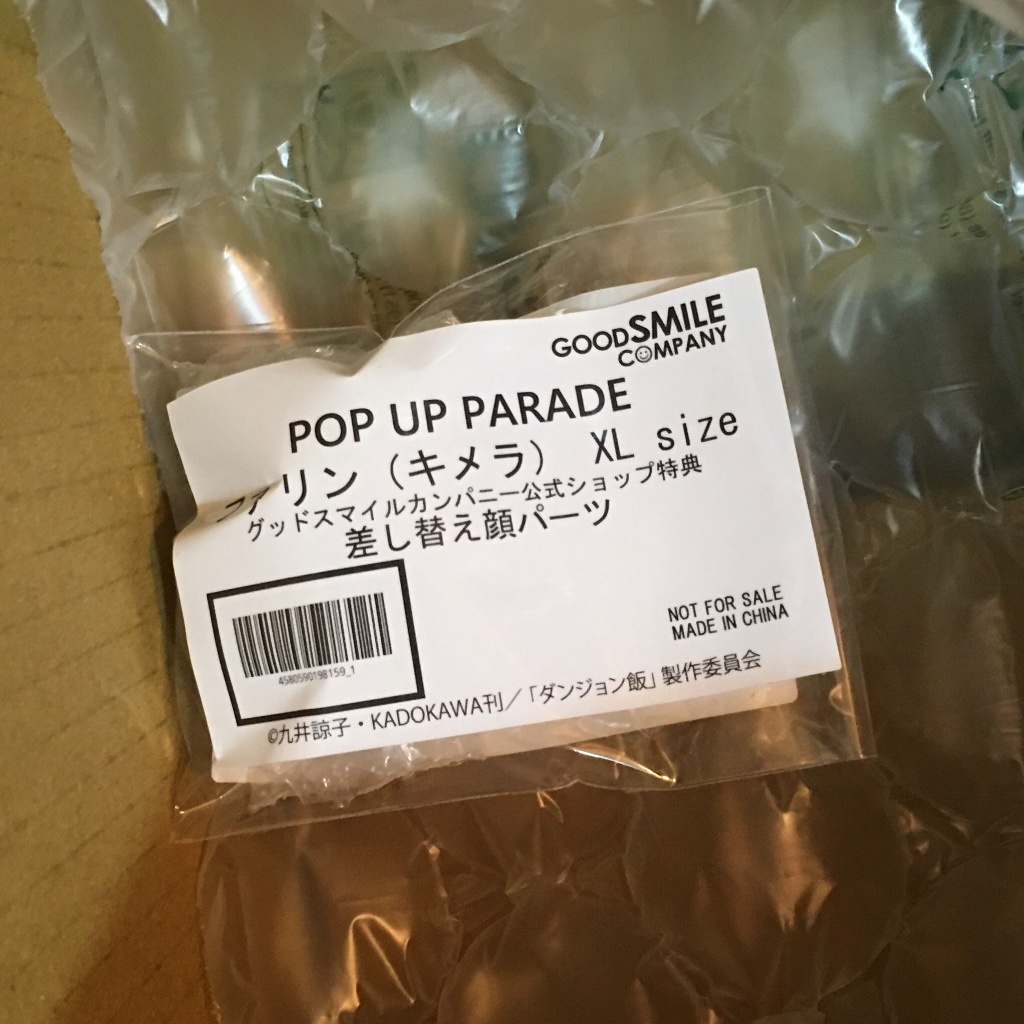 GOODSMILE
COMPANY
POP UP PARADE
ファリン（キメラ） XL size
グッドスマイルカンパニー公式ショップ特典
差し替え顔パーツ
NOT FOR SALE
MADE IN CHINA
4580590198159_1
©九井諒子・KADOKAWA刊／「ダンジョン飯」製作委員会